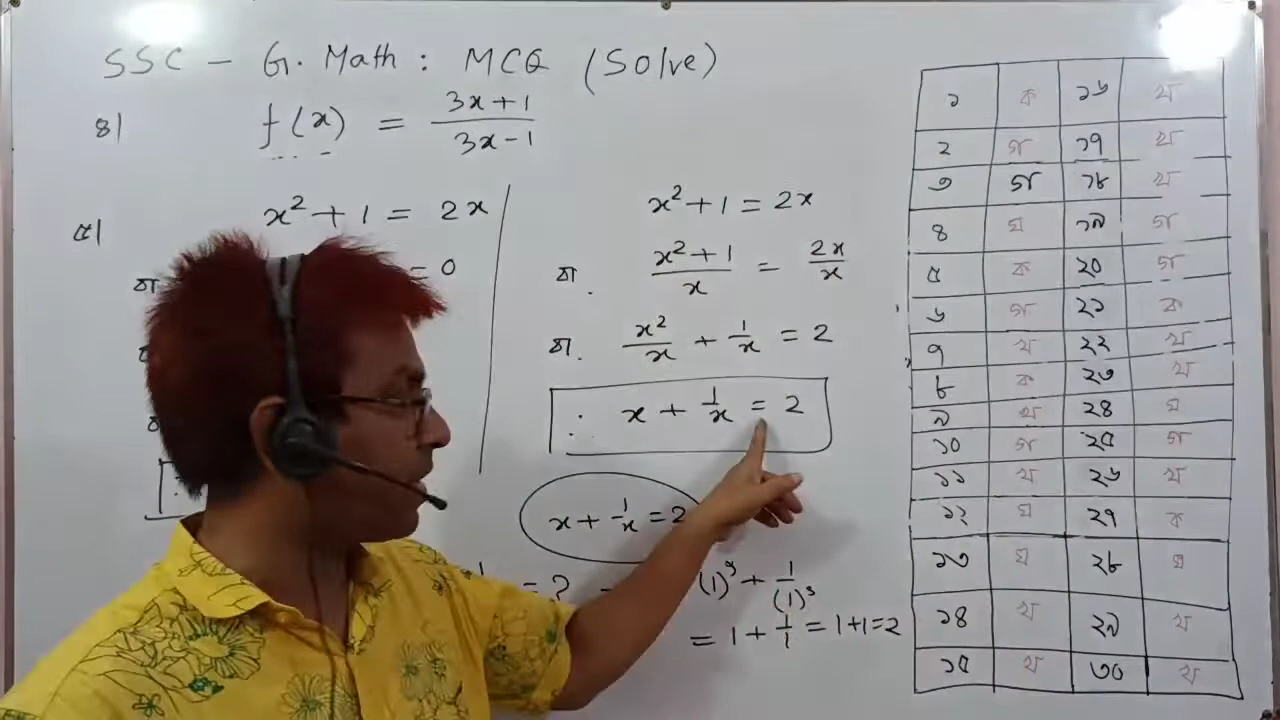 SSC - G. Math : MCQ (Solve)
৪| f(x) = 3x+1 / 3x-1
৫| x² + 1 = 2x
বা
= 0
x² + 1 = 2x
বা. x² + 1 / x = 2x / x
বা. x² / x + 1/x = 2
∴ x + 1/x = 2
x + 1/x = 2
= ?
(1)³ + 1/(1)³
= 1 + 1/1 = 1+1=2
১ ক ১৬ খ
২ গ ১৭ খ
৩ গ ১৮ খ
৪ ঘ ১৯ গ
৫ ক ২০ গ
৬ গ ২১ ক
৭ খ ২২ খ
৮ ক ২৩ খ
৯ খ ২৪ ঘ
১০ গ ২৫ গ
১১ খ ২৬ খ
১২ ঘ ২৭ ক
১৩ ঘ ২৮ ঘ
১৪ খ ২৯ খ
১৫ খ ৩০ খ